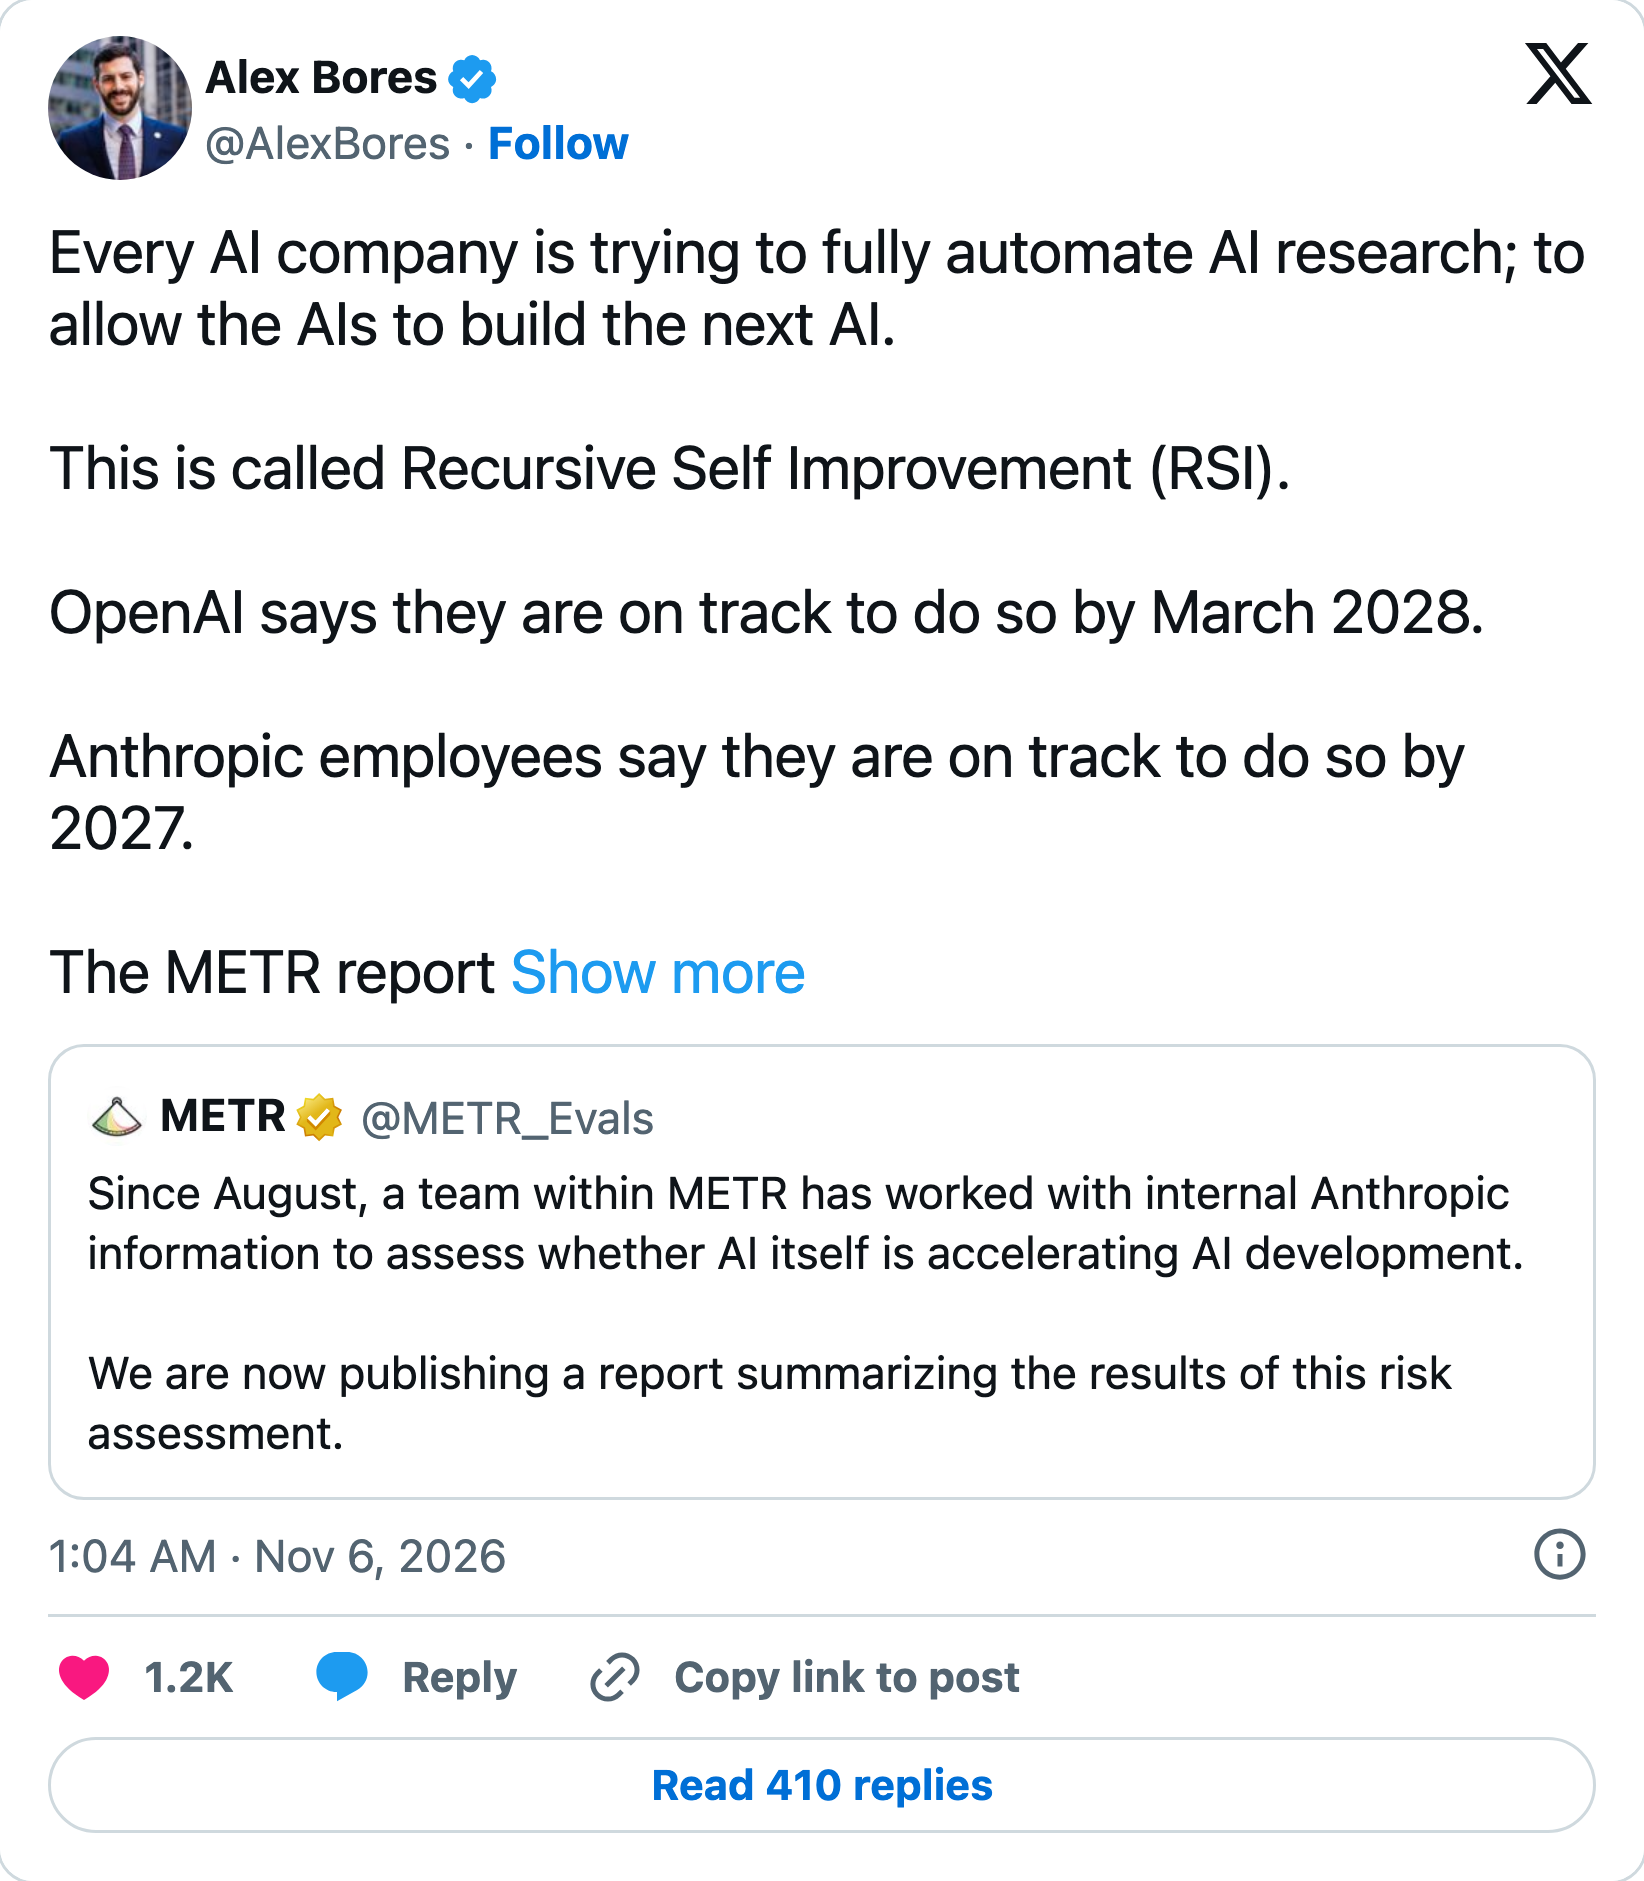 Alex Bores
@AlexBores · Follow
Every AI company is trying to fully automate AI research; to
allow the AIs to build the next AI.
This is called Recursive Self Improvement (RSI).
OpenAI says they are on track to do so by March 2028.
Anthropic employees say they are on track to do so by
2027.
The METR report Show more
METR @METR_Evals
Since August, a team within METR has worked with internal Anthropic
information to assess whether AI itself is accelerating AI development.
We are now publishing a report summarizing the results of this risk
assessment.
1:04 AM · Nov 6, 2026
1.2K Reply Copy link to post
Read 410 replies